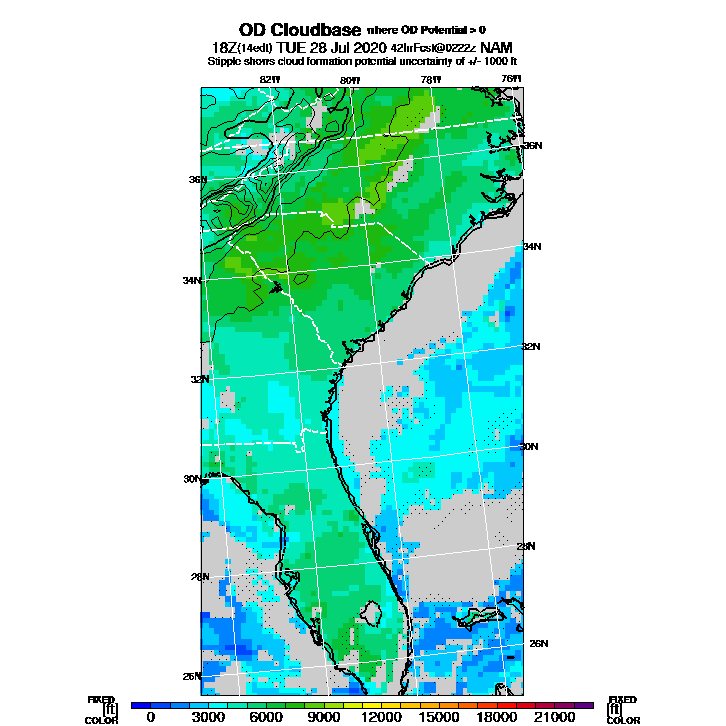 OD Cloudbase where OD Potential > 0
18Z(14edt) TUE 28 Jul 2020 42hrFcst@0222z NAM
Stipple shows cloud formation potential uncertainty of +/- 1000 ft
82W 80W 78W 76W
36N
36N
34N
34N
32N
32N
30N
30N
28N
28N
26N
26N
FIXED [ft] COLOR
0 3000 6000 9000 12000 15000 18000 21000
FIXED [ft] COLOR